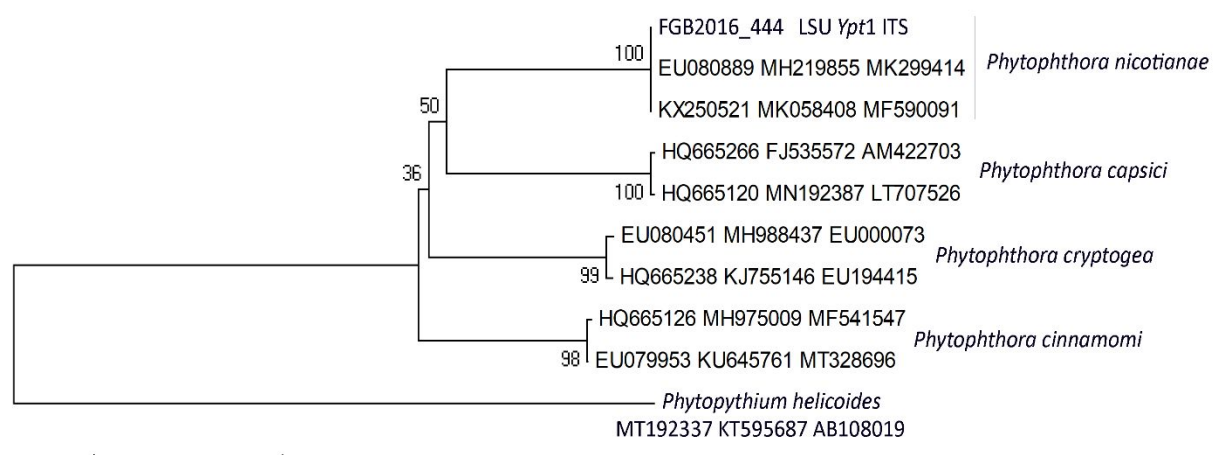 FGB2016_444 LSU Ypt1 ITS
100
EU080889 MH219855 MK299414
Phytophthora nicotianae
KX250521 MK058408 MF590091
50
HQ665266 FJ535572 AM422703
Phytophthora capsici
36
100
HQ665120 MN192387 LT707526
EU080451 MH988437 EU000073
Phytophthora cryptogea
99
HQ665238 KJ755146 EU194415
HQ665126 MH975009 MF541547
Phytophthora cinnamomi
98
EU079953 KU645761 MT328696
Phytopythium helicoides
MT192337 KT595687 AB108019